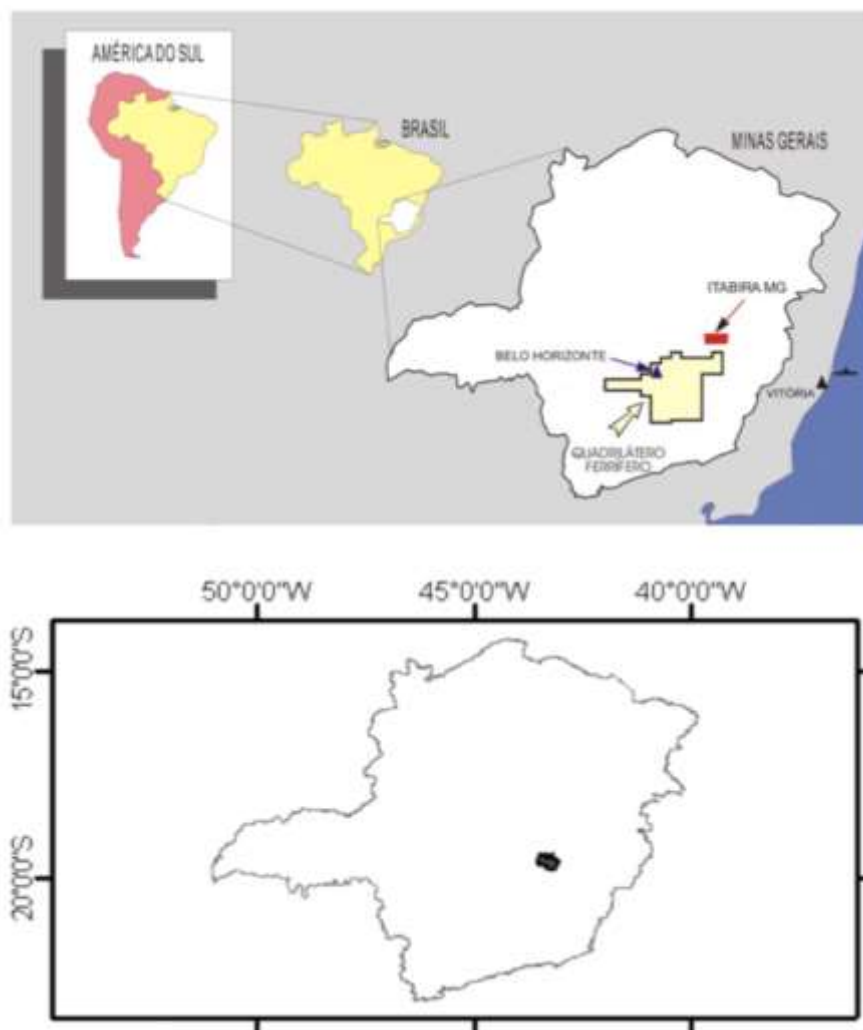 AMÉRICA DO SUL
BRASIL
MINAS GERAIS
ITABIRA MG
BELO HORIZONTE
VITÓRIA
QUADRILÁTERO
FERRÍFERO
50°0'0"W
45°0'0"W
40°0'0"W
15°0'0"S
20°0'0"S